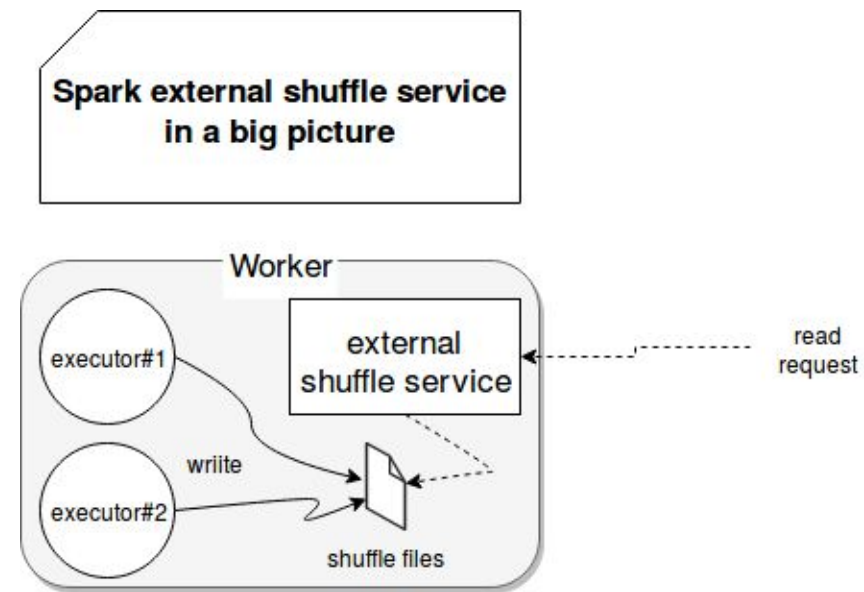 Spark external shuffle service
in a big picture
Worker
executor#1
external
shuffle service
read
request
wriite
executor#2
shuffle files